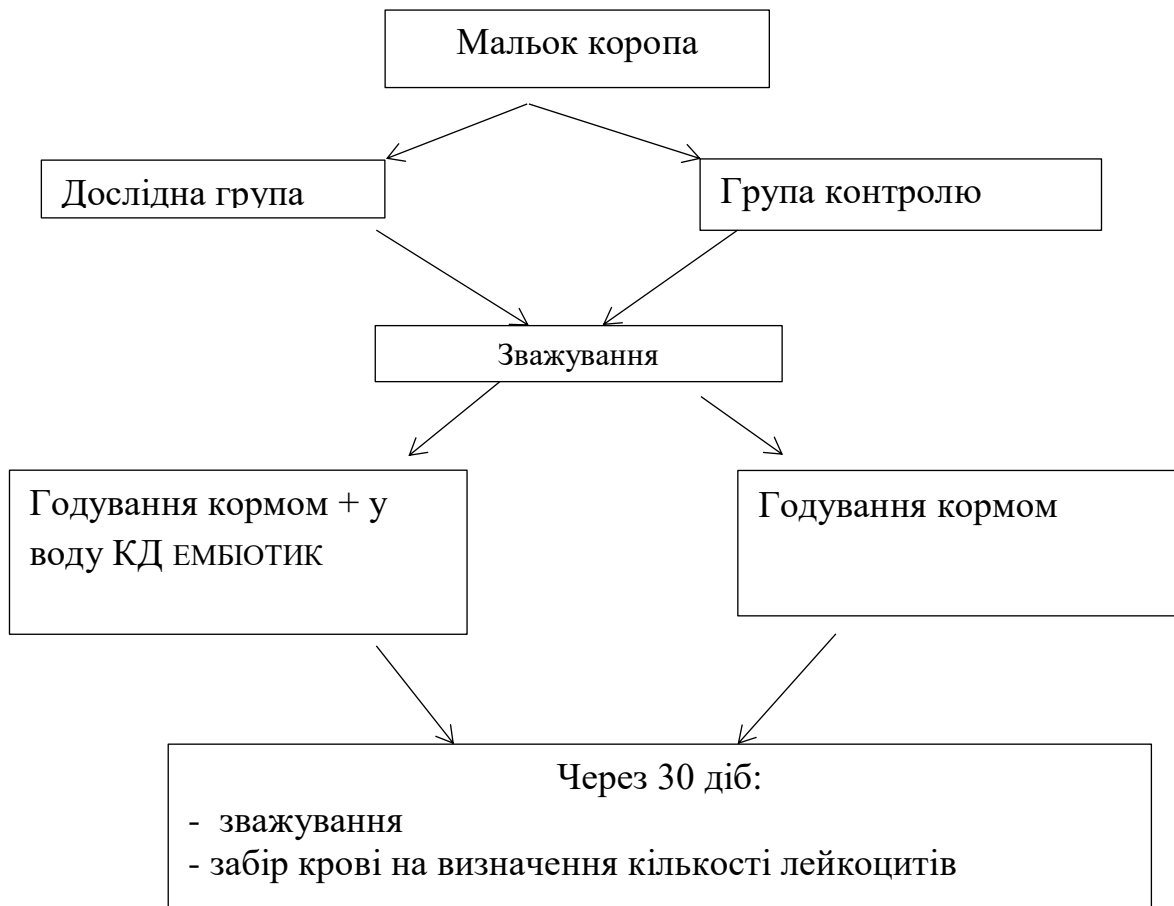 Мальок коропа
Дослідна група
Група контролю
Зважування
Годування кормом + у
воду КД ЕМБІОТИК
Годування кормом
Через 30 діб:
- зважування
- забір крові на визначення кількості лейкоцитів